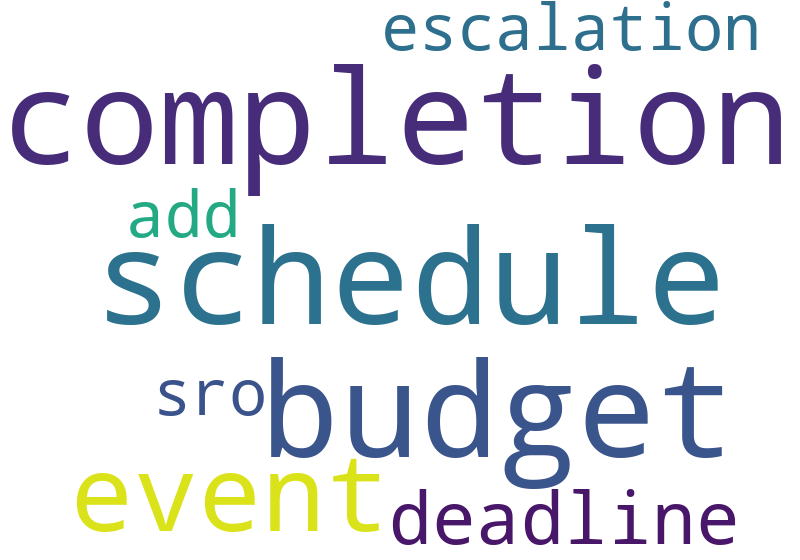 escalation
completion
add
schedule
sro
budget
event
deadline